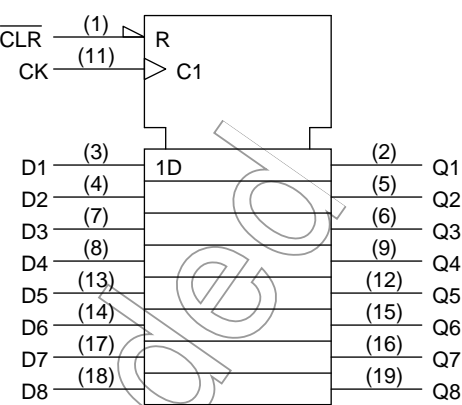 CLR (1) R
CK (11) C1
D1 (3) 1D (2) Q1
D2 (4) (5) Q2
D3 (7) (6) Q3
D4 (8) (9) Q4
D5 (13) (12) Q5
D6 (14) (15) Q6
D7 (17) (16) Q7
D8 (18) (19) Q8
ded